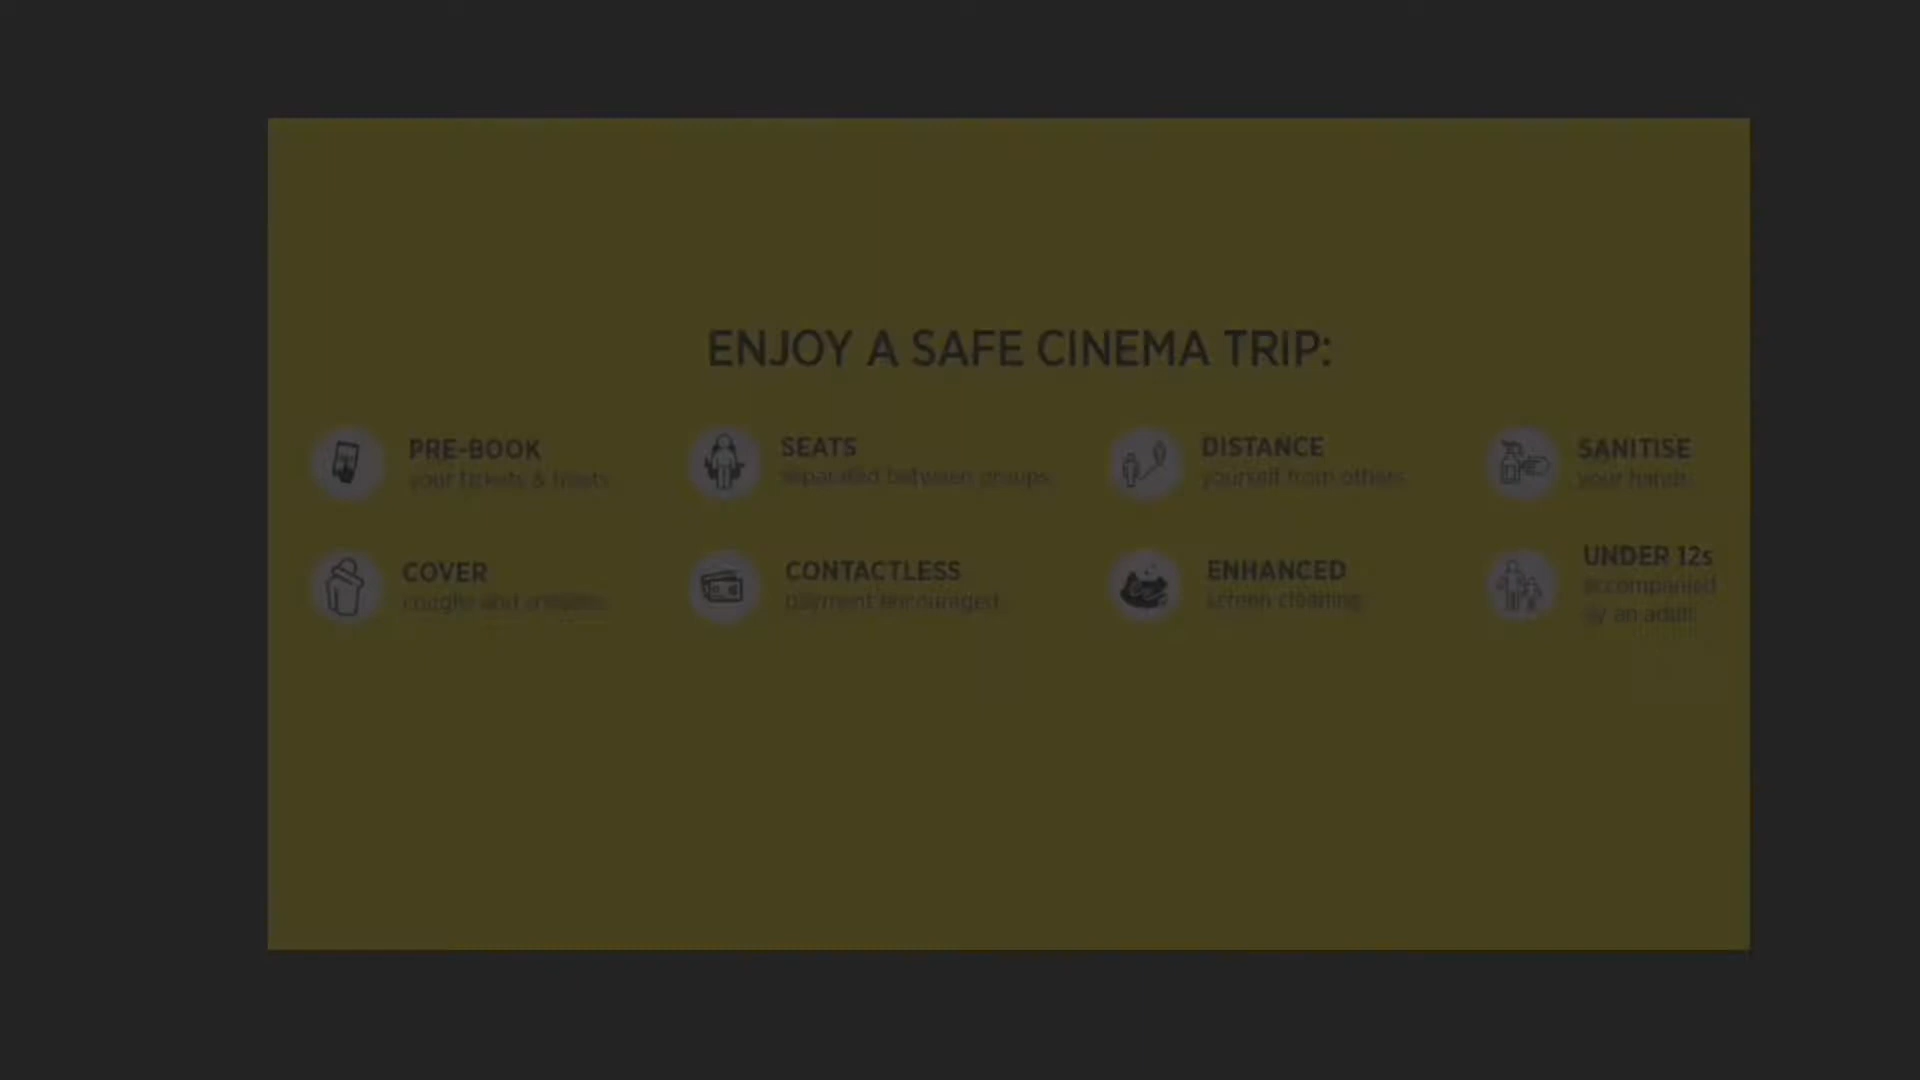 ENJOY A SAFE CINEMA TRIP:
PRE-BOOK
your tickets & treats
SEATS
separated between groups
DISTANCE
yourself from others
SANITISE
your hands
COVER
coughs and sneezes
CONTACTLESS
payment encouraged
ENHANCED
screen cleaning
UNDER 12s
accompanied
by an adult